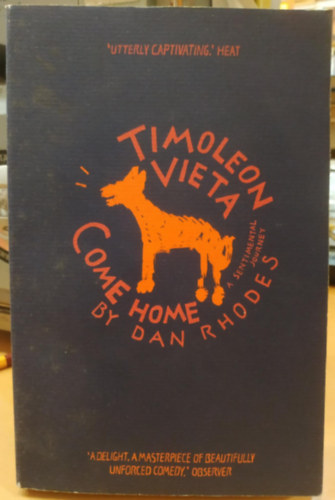 'UTTERLY CAPTIVATING.' HEAT
TIMOLEON
VIETA
COME HOME
A SENTIMENTAL
JOURNEY
BY DAN RHODES
'A DELIGHT, A MASTERPIECE OF BEAUTIFULLY
UNFORCED COMEDY,' OBSERVER